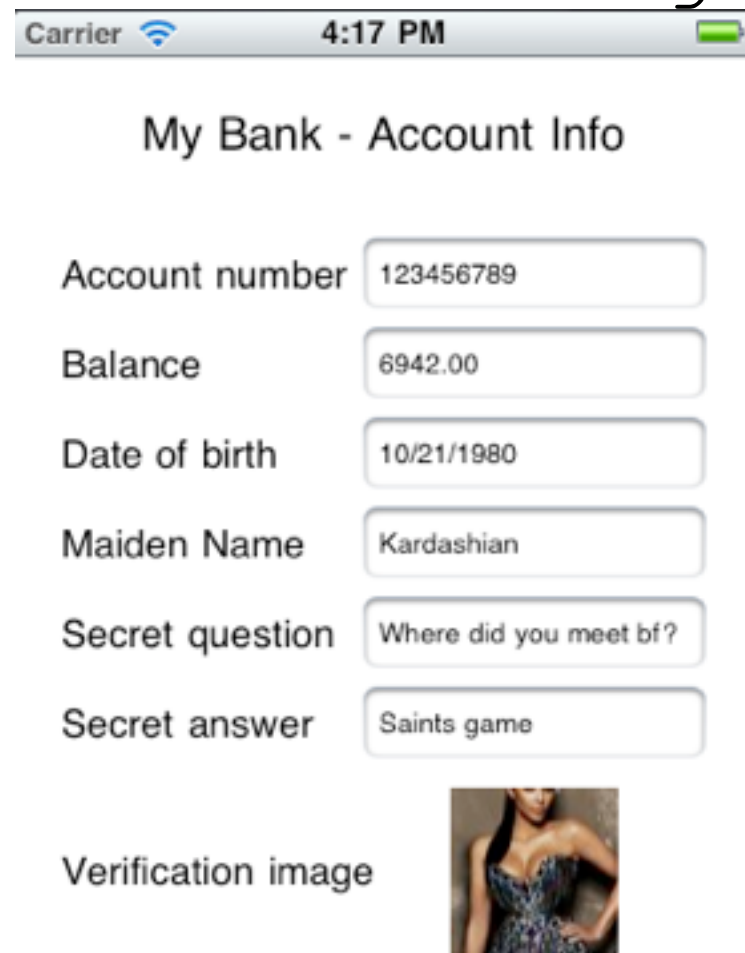 Carrier 4:17 PM
My Bank - Account Info
Account number 123456789
Balance 6942.00
Date of birth 10/21/1980
Maiden Name Kardashian
Secret question Where did you meet bf?
Secret answer Saints game
Verification image